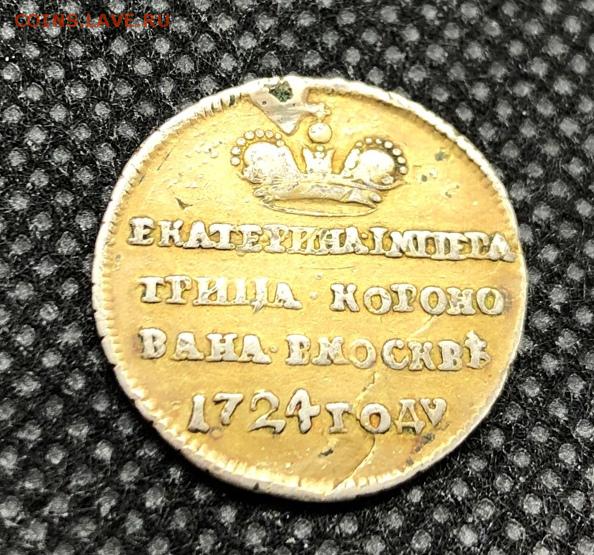 COINS.LAVE.RU
ЕКАТЕРИНА·IМПЕРА
ТРИЦА · КОРОНО
ВАНА·ВМОСКВѢ
1724 ГОДУ